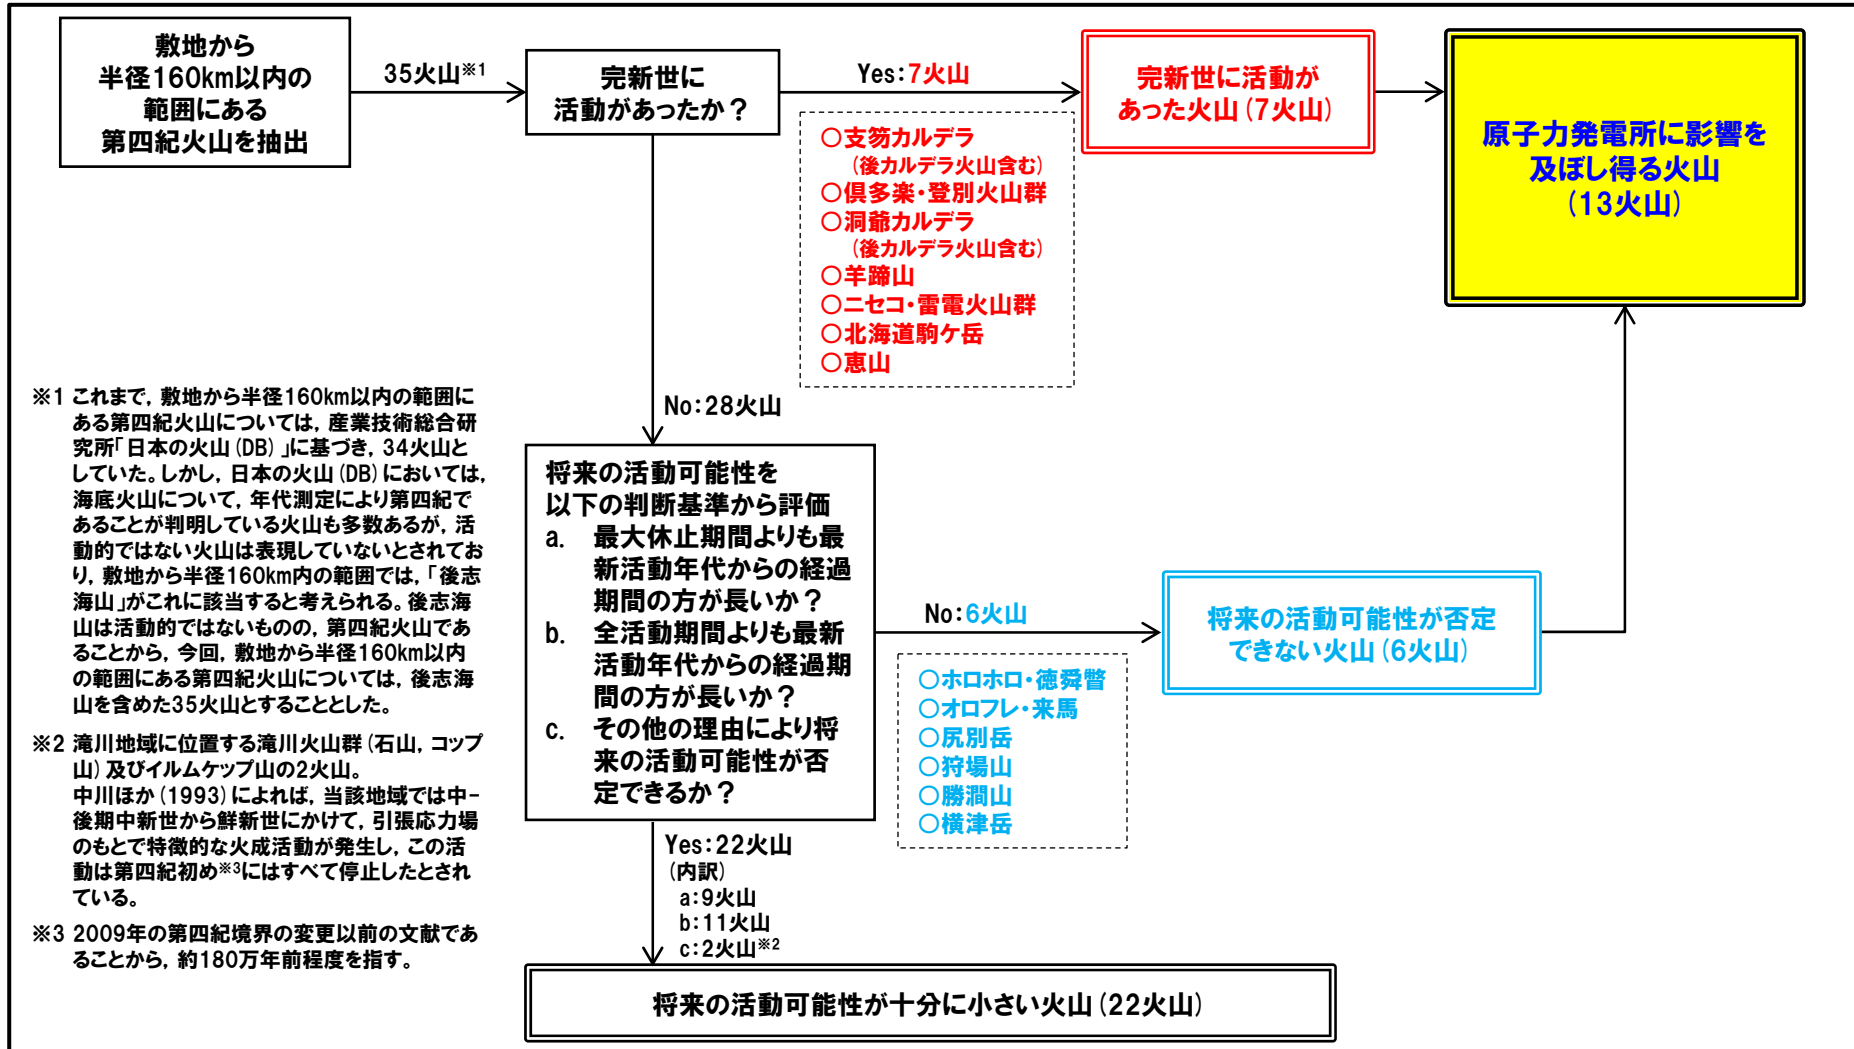 敷地から
半径160km以内の
範囲にある
第四紀火山を抽出
35火山※1
完新世に
活動があったか？
Yes：7火山
○支笏カルデラ
(後カルデラ火山含む)
○倶多楽・登別火山群
○洞爺カルデラ
(後カルデラ火山含む)
○羊蹄山
○ニセコ・雷電火山群
○北海道駒ケ岳
○恵山
完新世に活動が
あった火山(7火山)
原子力発電所に影響を
及ぼし得る火山
(13火山)
No：28火山
将来の活動可能性を
以下の判断基準から評価
a. 最大休止期間よりも最
新活動年代からの経過
期間の方が長いか？
b. 全活動期間よりも最新
活動年代からの経過期
間の方が長いか？
c. その他の理由により将
来の活動可能性が否
定できるか？
No：6火山
○ホロホロ・徳舜瞥
○オロフレ・来馬
○尻別岳
○狩場山
○勝澗山
○横津岳
将来の活動可能性が否定
できない火山(6火山)
Yes：22火山
(内訳)
a：9火山
b：11火山
c：2火山※2
将来の活動可能性が十分に小さい火山(22火山)
※1 これまで，敷地から半径160km以内の範囲に
ある第四紀火山については，産業技術総合研
究所「日本の火山(DB)」に基づき，34火山と
していた。しかし，日本の火山(DB)においては，
海底火山について，年代測定により第四紀で
あることが判明している火山も多数あるが，活
動的ではない火山は表現していないとされてお
り，敷地から半径160km内の範囲では，「後志
海山」がこれに該当すると考えられる。後志海
山は活動的ではないものの，第四紀火山であ
ることから，今回，敷地から半径160km以内
の範囲にある第四紀火山については，後志海
山を含めた35火山とすることとした。
※2 滝川地域に位置する滝川火山群(石山，コップ
山)及びイルムケップ山の2火山。
中川ほか(1993)によれば，当該地域では中-
後期中新世から鮮新世にかけて，引張応力場
のもとで特徴的な火成活動が発生し，この活
動は第四紀初め※3にはすべて停止したとされ
ている。
※3 2009年の第四紀境界の変更以前の文献であ
ることから，約180万年前程度を指す。